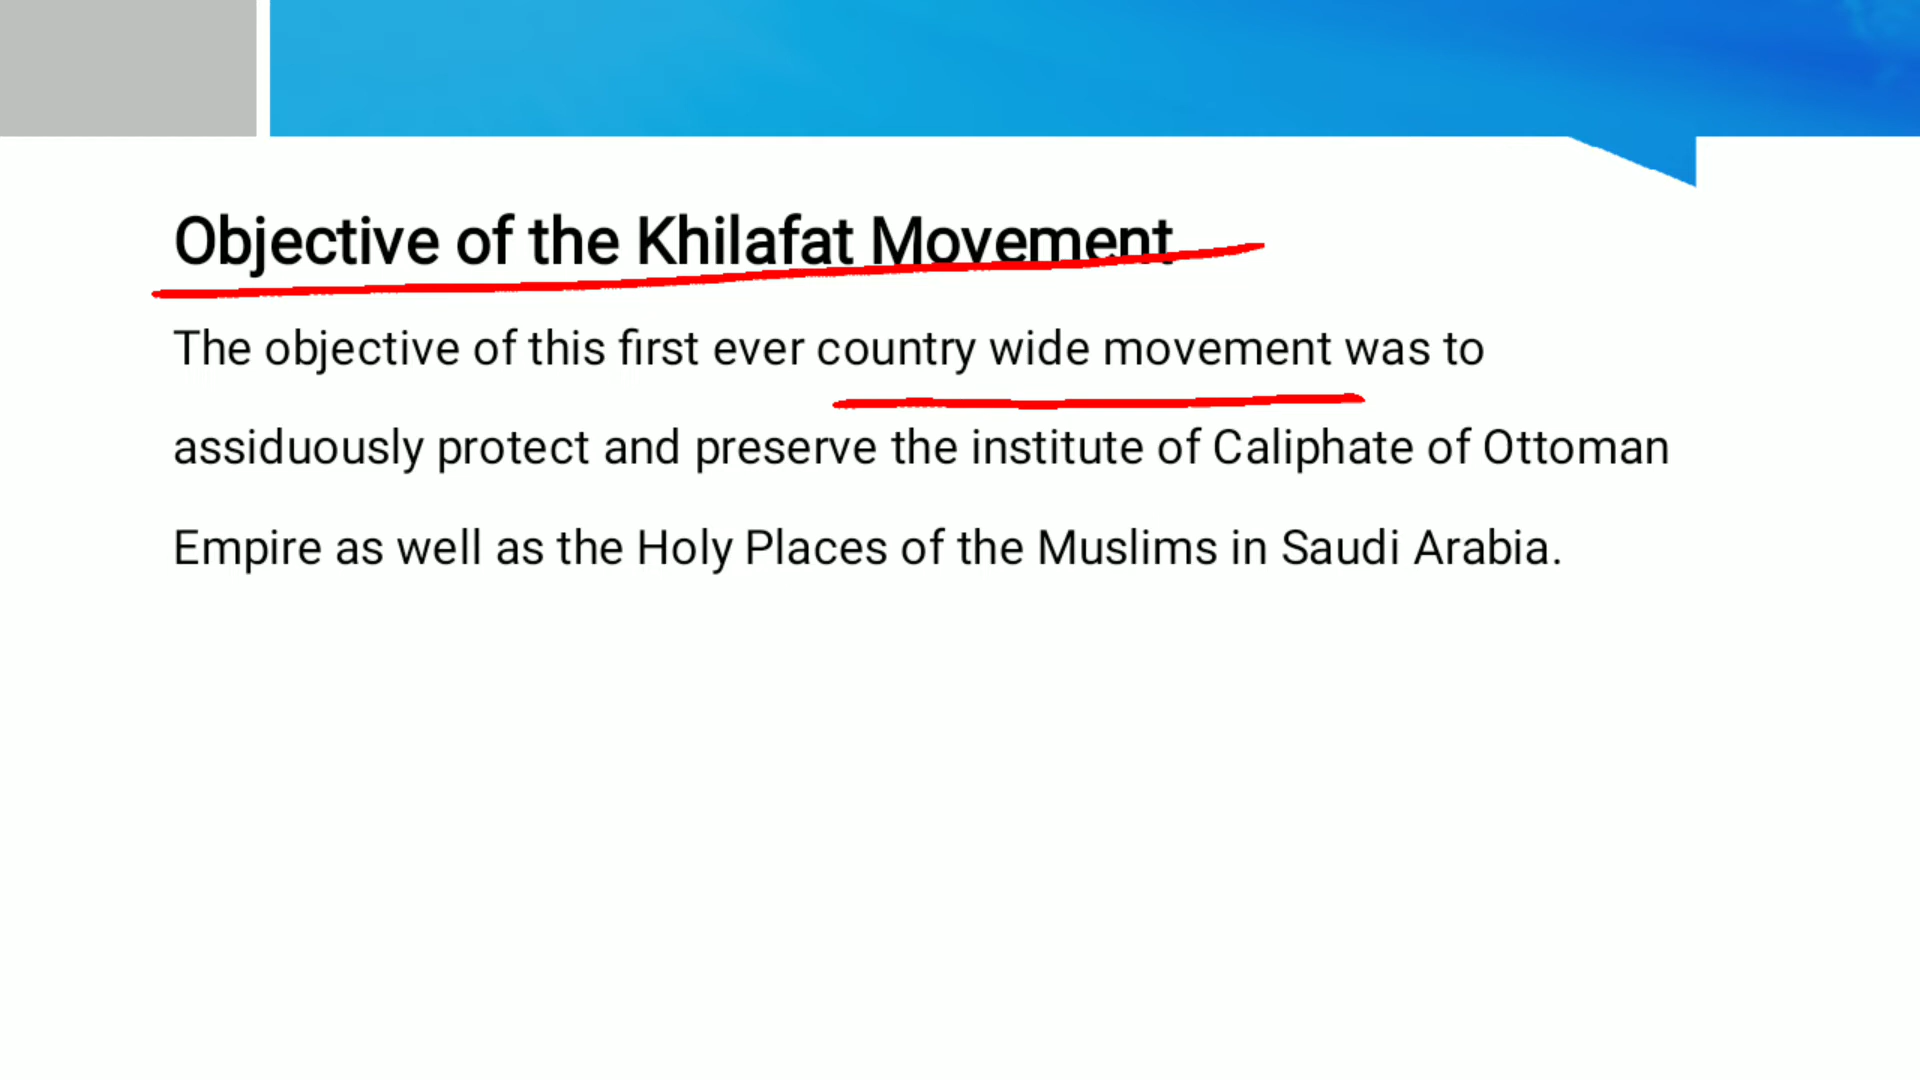 Objective of the Khilafat Movement
The objective of this first ever country wide movement was to
assiduously protect and preserve the institute of Caliphate of Ottoman
Empire as well as the Holy Places of the Muslims in Saudi Arabia.